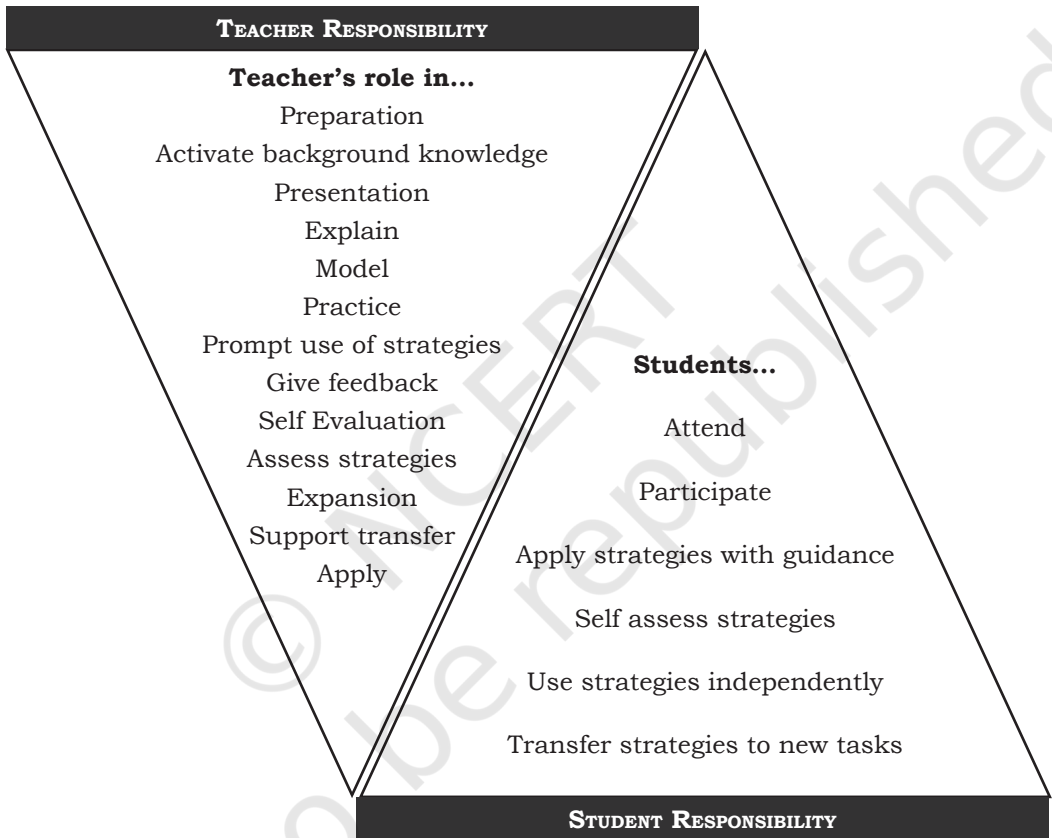 TEACHER RESPONSIBILITY
Teacher's role in...
Preparation
Activate background knowledge
Presentation
Explain
Model
Practice
Prompt use of strategies
Give feedback
Self Evaluation
Assess strategies
Expansion
Support transfer
Apply
Students...
Attend
Participate
Apply strategies with guidance
Self assess strategies
Use strategies independently
Transfer strategies to new tasks
STUDENT RESPONSIBILITY
© NCERT
o be republished